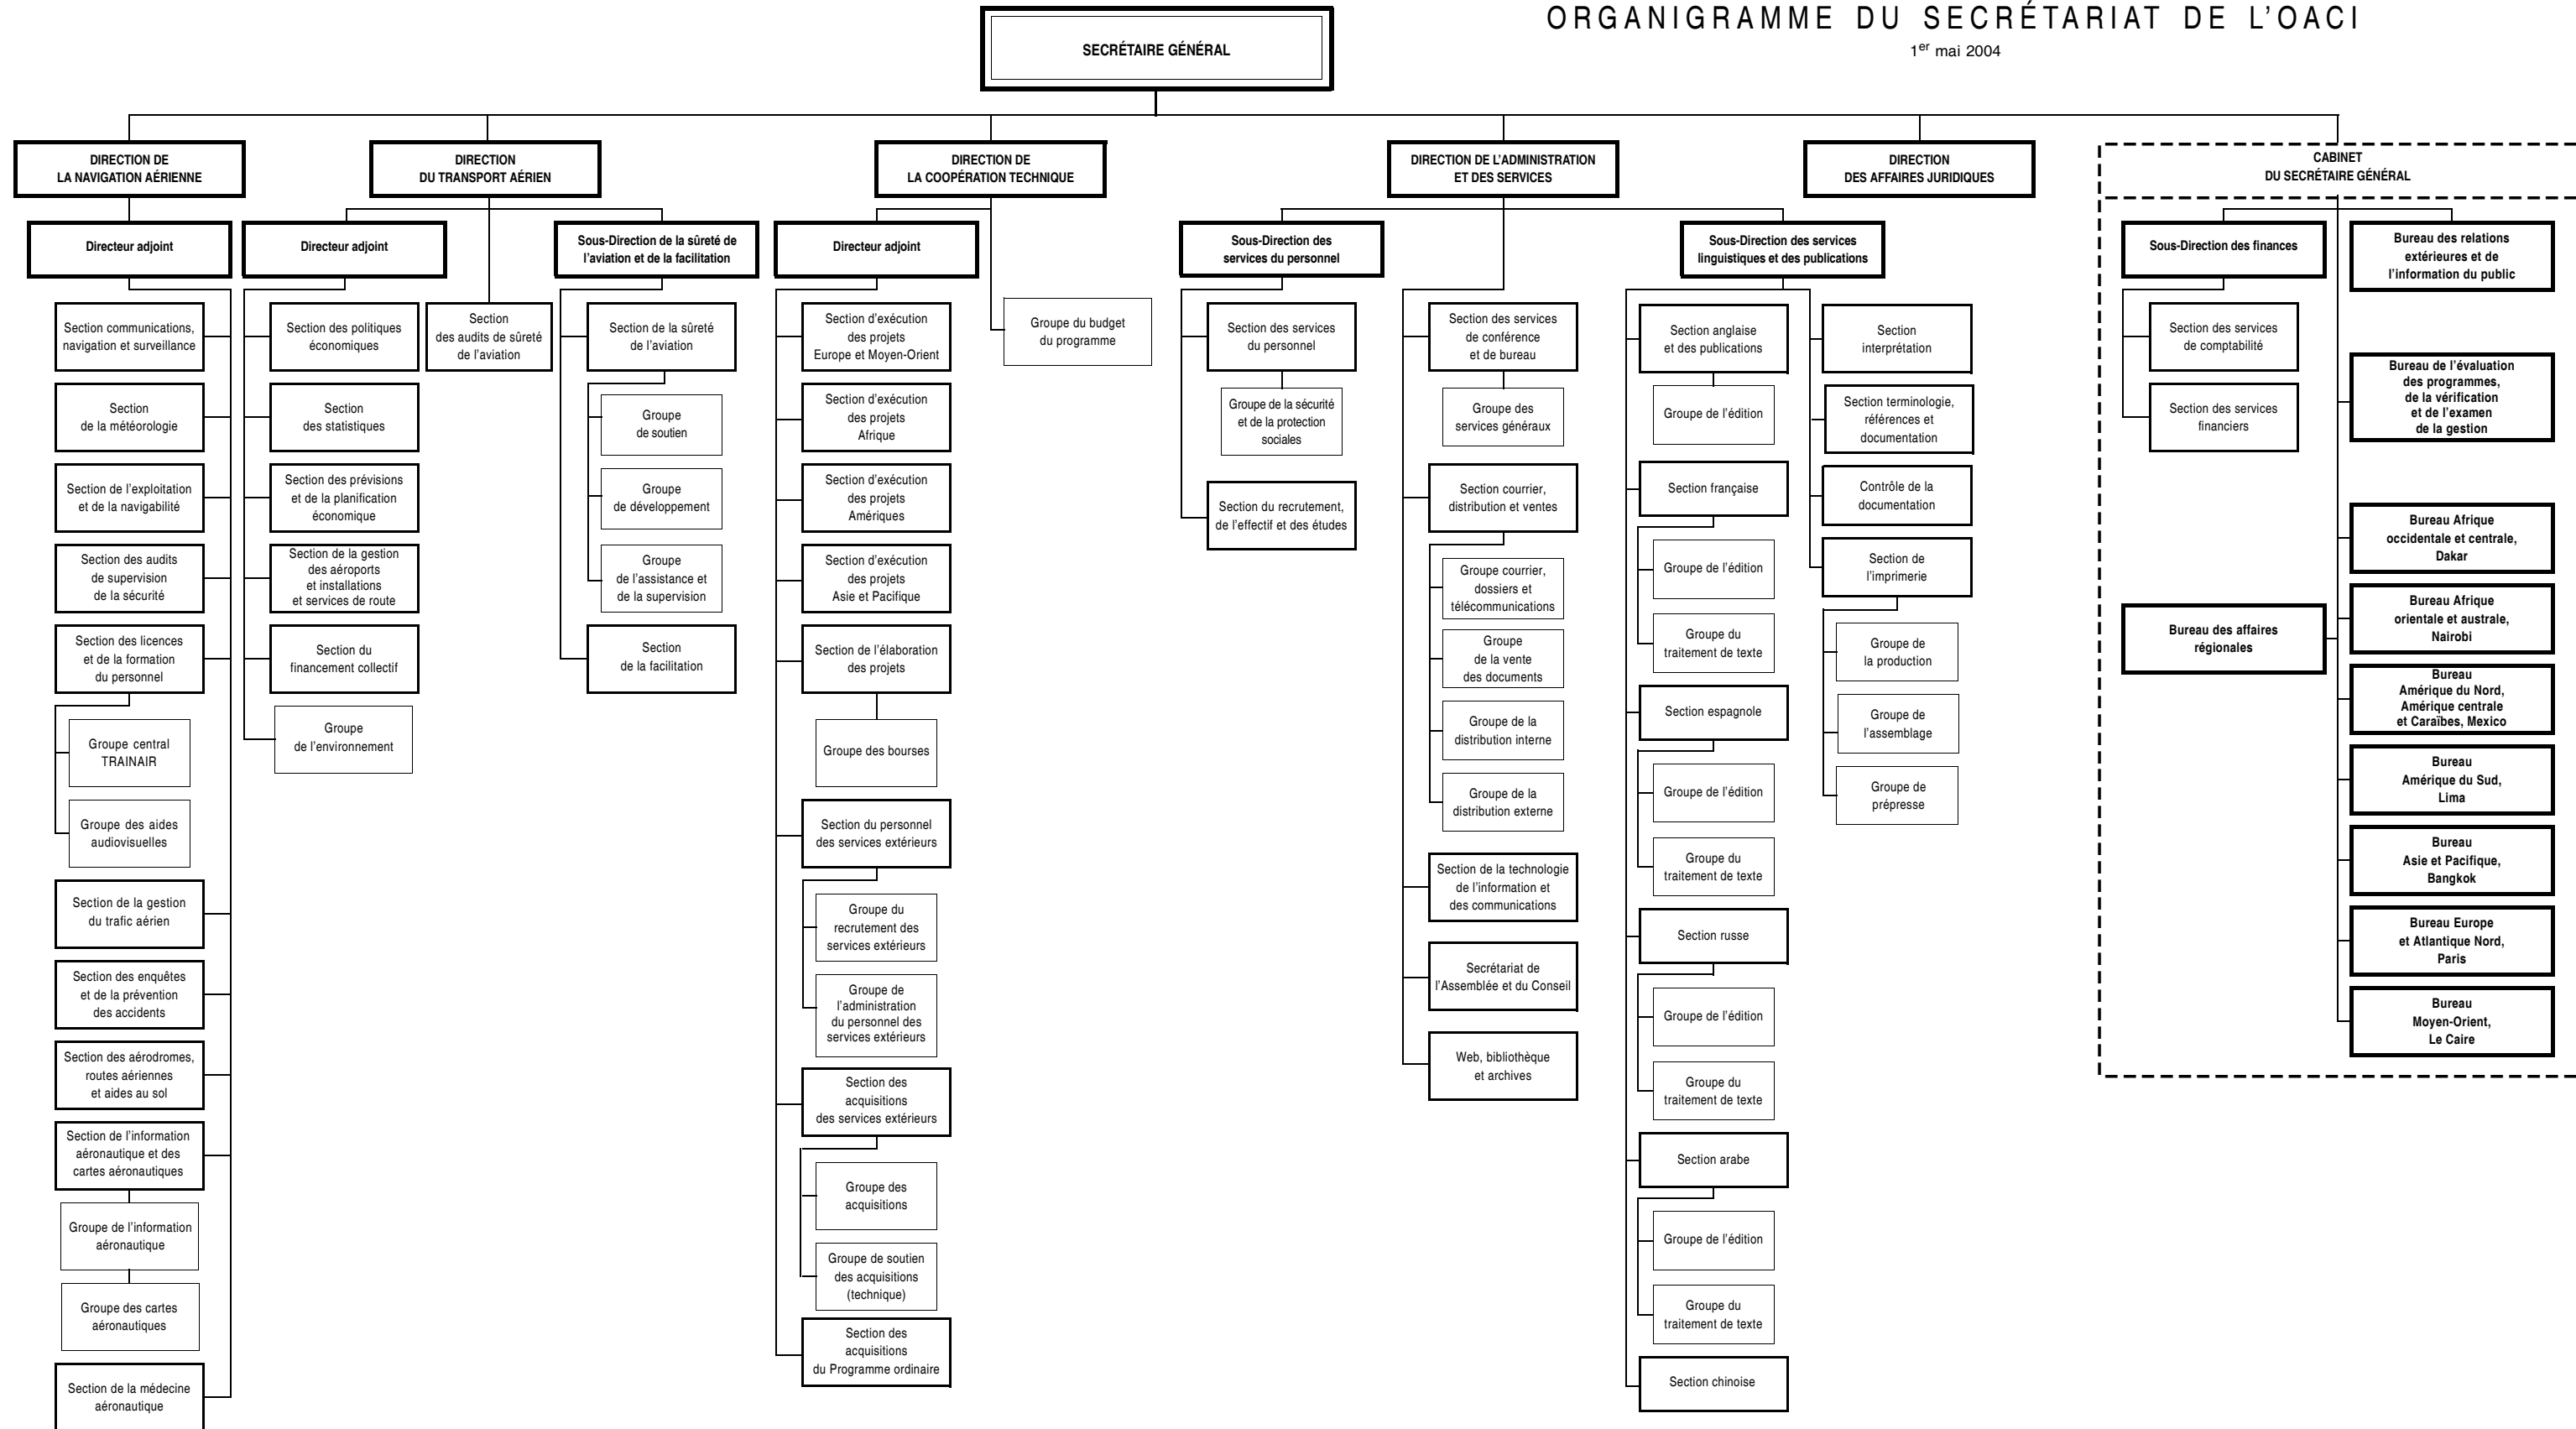 ORGANIGRAMME DU SECRÉTARIAT DE L’OACI
1er mai 2004
SECRÉTAIRE GÉNÉRAL
DIRECTION DE
LA NAVIGATION AÉRIENNE
DIRECTION
DU TRANSPORT AÉRIEN
DIRECTION DE
LA COOPÉRATION TECHNIQUE
DIRECTION DE L’ADMINISTRATION
ET DES SERVICES
DIRECTION
DES AFFAIRES JURIDIQUES
CABINET
DU SECRÉTAIRE GÉNÉRAL
Directeur adjoint
Section communications,
navigation et surveillance
Section
de la météorologie
Section de l’exploitation
et de la navigabilité
Section des audits
de supervision
de la sécurité
Section des licences
et de la formation
du personnel
Groupe central
TRAINAIR
Groupe des aides
audiovisuelles
Section de la gestion
du trafic aérien
Section des enquêtes
et de la prévention
des accidents
Section des aérodromes,
routes aériennes
et aides au sol
Section de l’information
aéronautique et des
cartes aéronautiques
Groupe de l’information
aéronautique
Groupe des cartes
aéronautiques
Section de la médecine
aéronautique
Directeur adjoint
Section des politiques
économiques
Section
des statistiques
Section des prévisions
et de la planification
économique
Section de la gestion
des aéroports
et installations
et services de route
Section du
financement collectif
Groupe
de l’environnement
Section
des audits de sûreté
de l’aviation
Sous-Direction de la sûreté de
l’aviation et de la facilitation
Section de la sûreté
de l’aviation
Groupe
de soutien
Groupe
de développement
Groupe
de l’assistance et
de la supervision
Section
de la facilitation
Directeur adjoint
Section d’exécution
des projets
Europe et Moyen-Orient
Section d’exécution
des projets
Afrique
Section d’exécution
des projets
Amériques
Section d’exécution
des projets
Asie et Pacifique
Section de l’élaboration
des projets
Groupe des bourses
Section du personnel
des services extérieurs
Groupe du
recrutement des
services extérieurs
Groupe de
l’administration
du personnel des
services extérieurs
Section des
acquisitions
des services extérieurs
Groupe des
acquisitions
Groupe de soutien
des acquisitions
(technique)
Section des
acquisitions
du Programme ordinaire
Groupe du budget
du programme
Sous-Direction des
services du personnel
Section des services
du personnel
Groupe de la sécurité
et de la protection
sociales
Section du recrutement,
de l’effectif et des études
Section des services
de conférence
et de bureau
Groupe des
services généraux
Section courrier,
distribution et ventes
Groupe courrier,
dossiers et
télécommunications
Groupe
de la vente
des documents
Groupe de la
distribution interne
Groupe de la
distribution externe
Section de la technologie
de l’information et
des communications
Secrétariat de
l’Assemblée et du Conseil
Web, bibliothèque
et archives
Sous-Direction des services
linguistiques et des publications
Section anglaise
et des publications
Groupe de l’édition
Section française
Groupe de l’édition
Groupe du
traitement de texte
Section espagnole
Groupe de l’édition
Groupe du
traitement de texte
Section russe
Groupe de l’édition
Groupe du
traitement de texte
Section arabe
Groupe de l’édition
Groupe du
traitement de texte
Section chinoise
Section
interprétation
Section terminologie,
références et
documentation
Contrôle de la
documentation
Section de
l’imprimerie
Groupe de
la production
Groupe de
l’assemblage
Groupe de
prépresse
Sous-Direction des finances
Section des services
de comptabilité
Section des services
financiers
Bureau des affaires
régionales
Bureau des relations
extérieures et de
l’information du public
Bureau de l’évaluation
des programmes,
de la vérification
et de l’examen
de la gestion
Bureau Afrique
occidentale et centrale,
Dakar
Bureau Afrique
orientale et australe,
Nairobi
Bureau
Amérique du Nord,
Amérique centrale
et Caraïbes, Mexico
Bureau
Amérique du Sud,
Lima
Bureau
Asie et Pacifique,
Bangkok
Bureau Europe
et Atlantique Nord,
Paris
Bureau
Moyen-Orient,
Le Caire